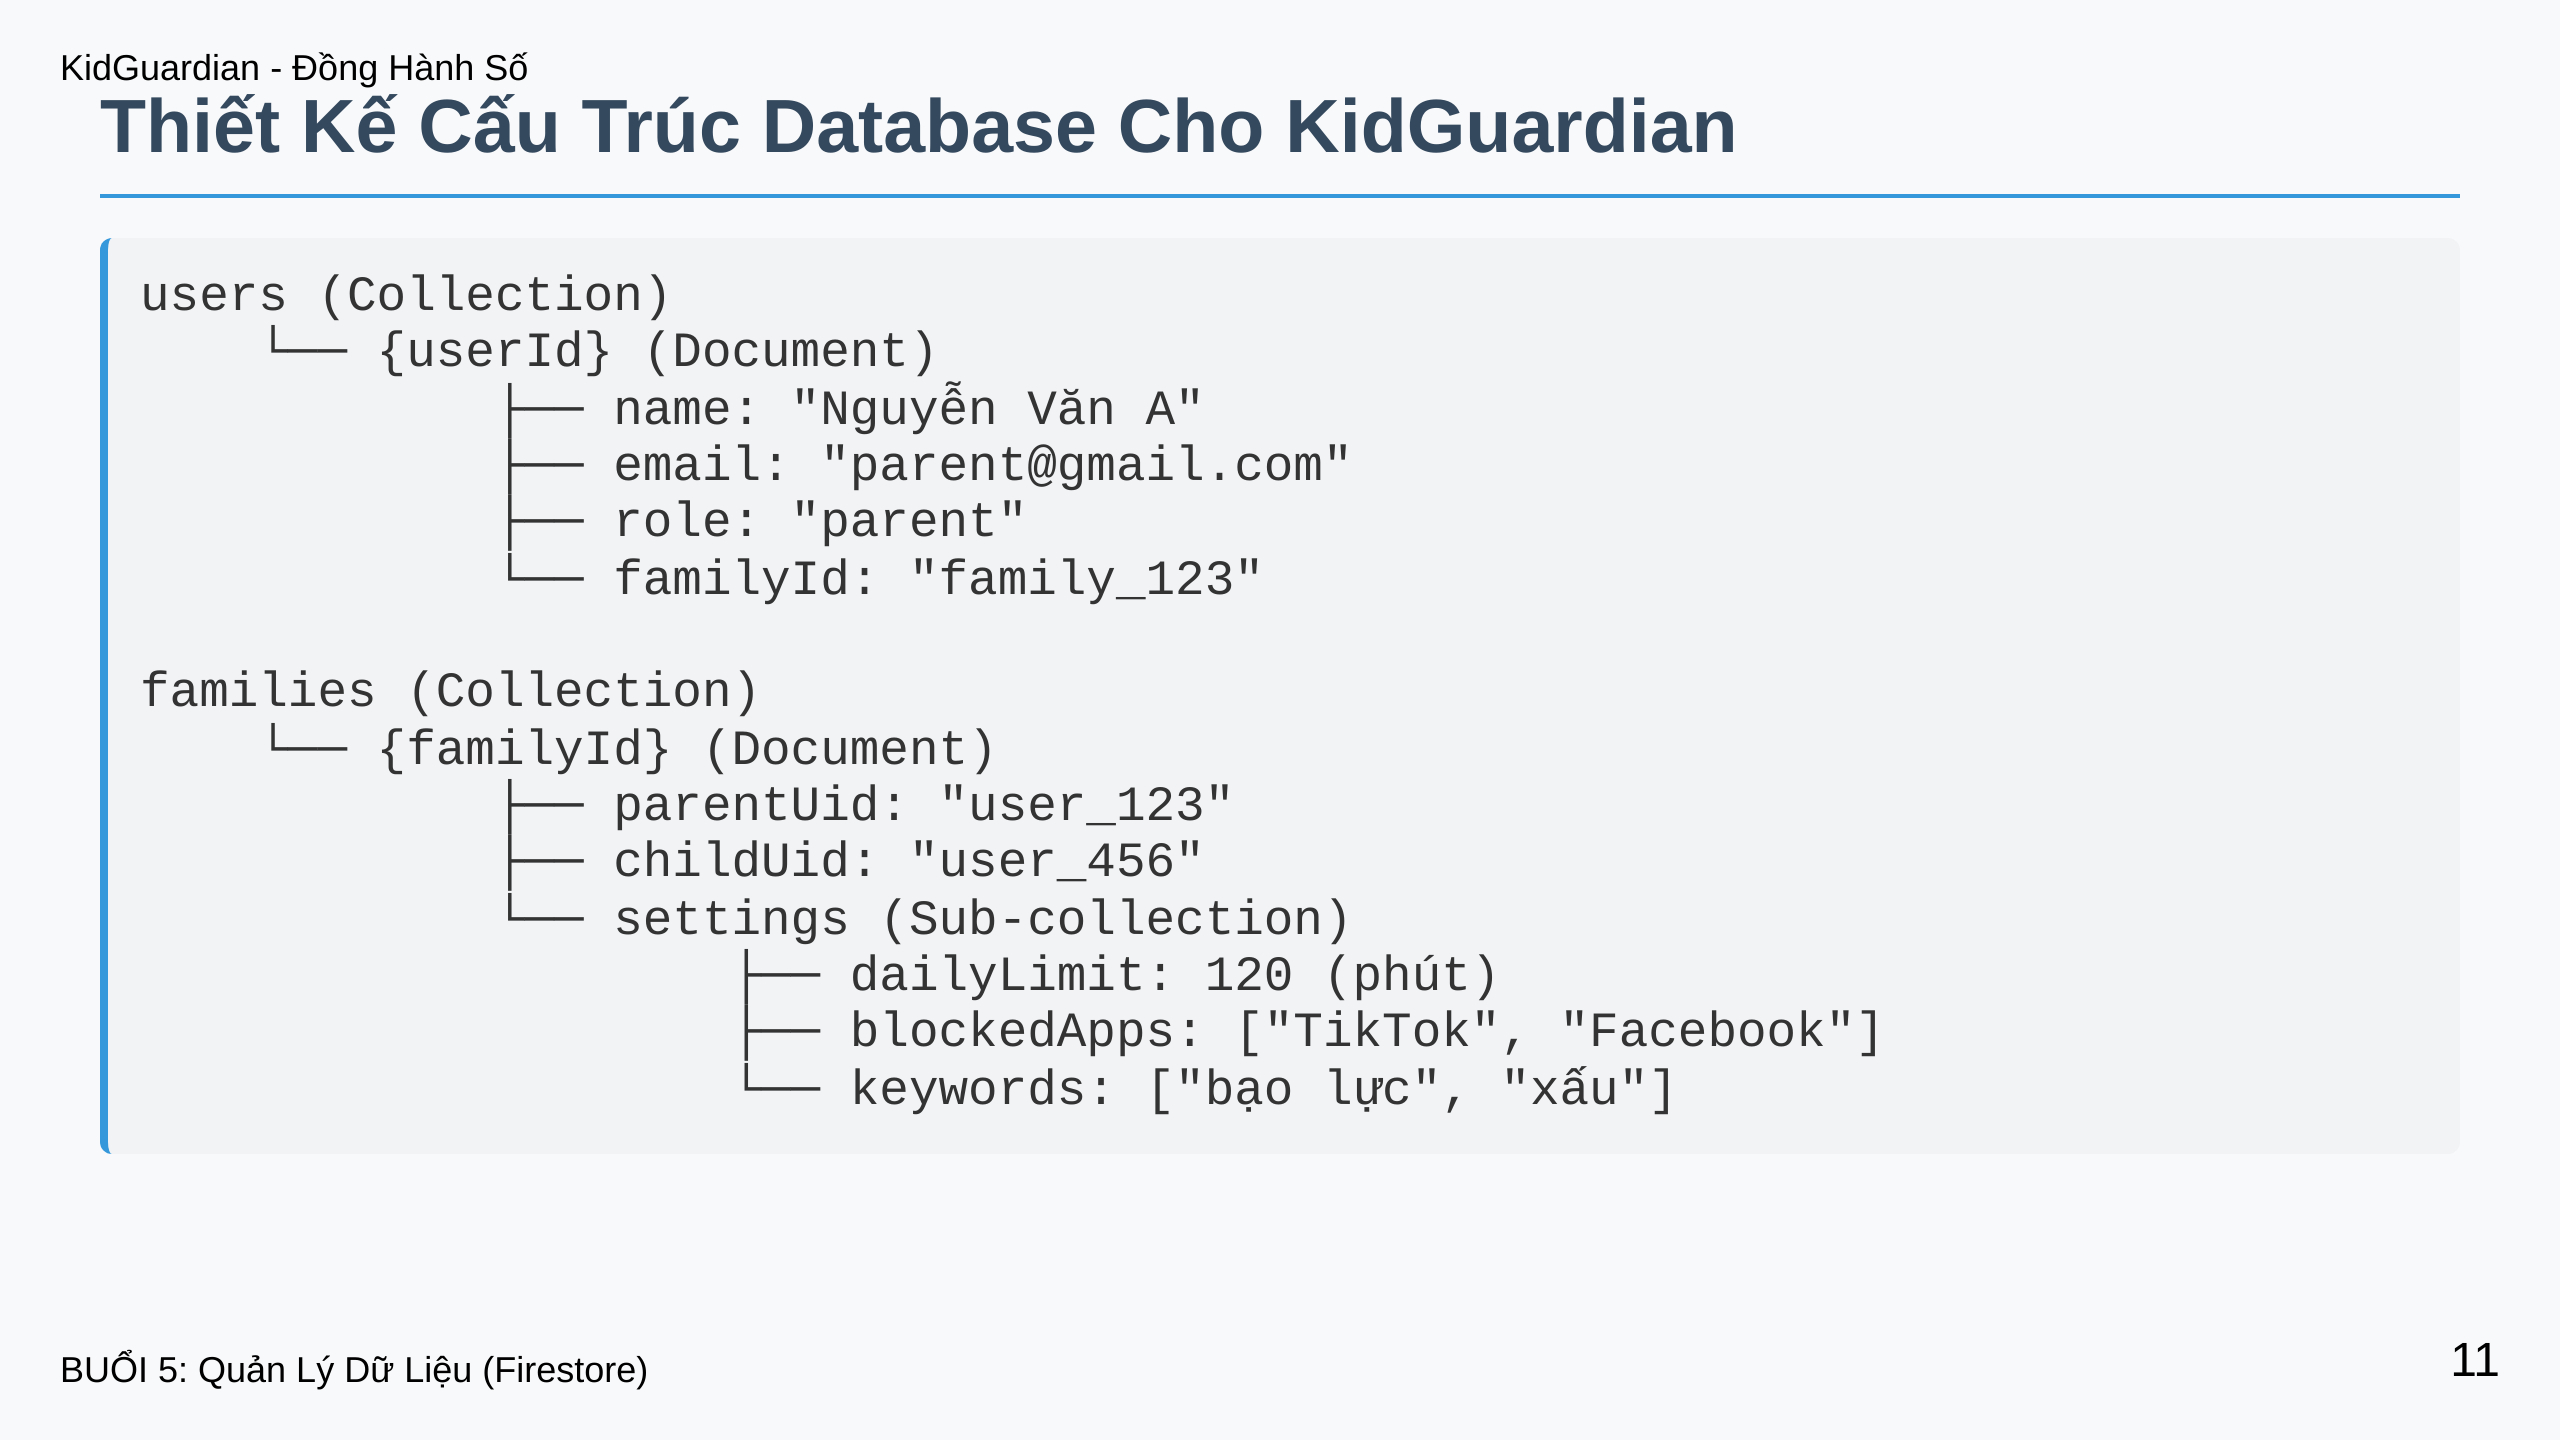 KidGuardian - Đồng Hành Số
Thiết Kế Cấu Trúc Database Cho KidGuardian
users (Collection)
    └── {userId} (Document)
            ├── name: "Nguyễn Văn A"
            ├── email: "parent@gmail.com"
            ├── role: "parent"
            └── familyId: "family_123"
families (Collection)
    └── {familyId} (Document)
            ├── parentUid: "user_123"
            ├── childUid: "user_456"
            └── settings (Sub-collection)
                    ├── dailyLimit: 120 (phút)
                    ├── blockedApps: ["TikTok", "Facebook"]
                    └── keywords: ["bạo lực", "xấu"]
BUỔI 5: Quản Lý Dữ Liệu (Firestore)
11